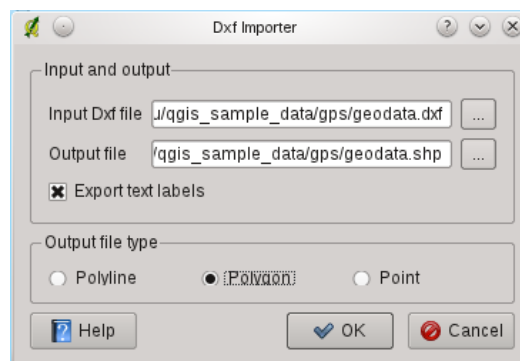 Dxf Importer
Input and output
Input Dxf file u/qgis_sample_data/gps/geodata.dxf ...
Output file /qgis_sample_data/gps/geodata.shp ...
Export text labels
Output file type
Polyline Polygon Point
Help OK Cancel